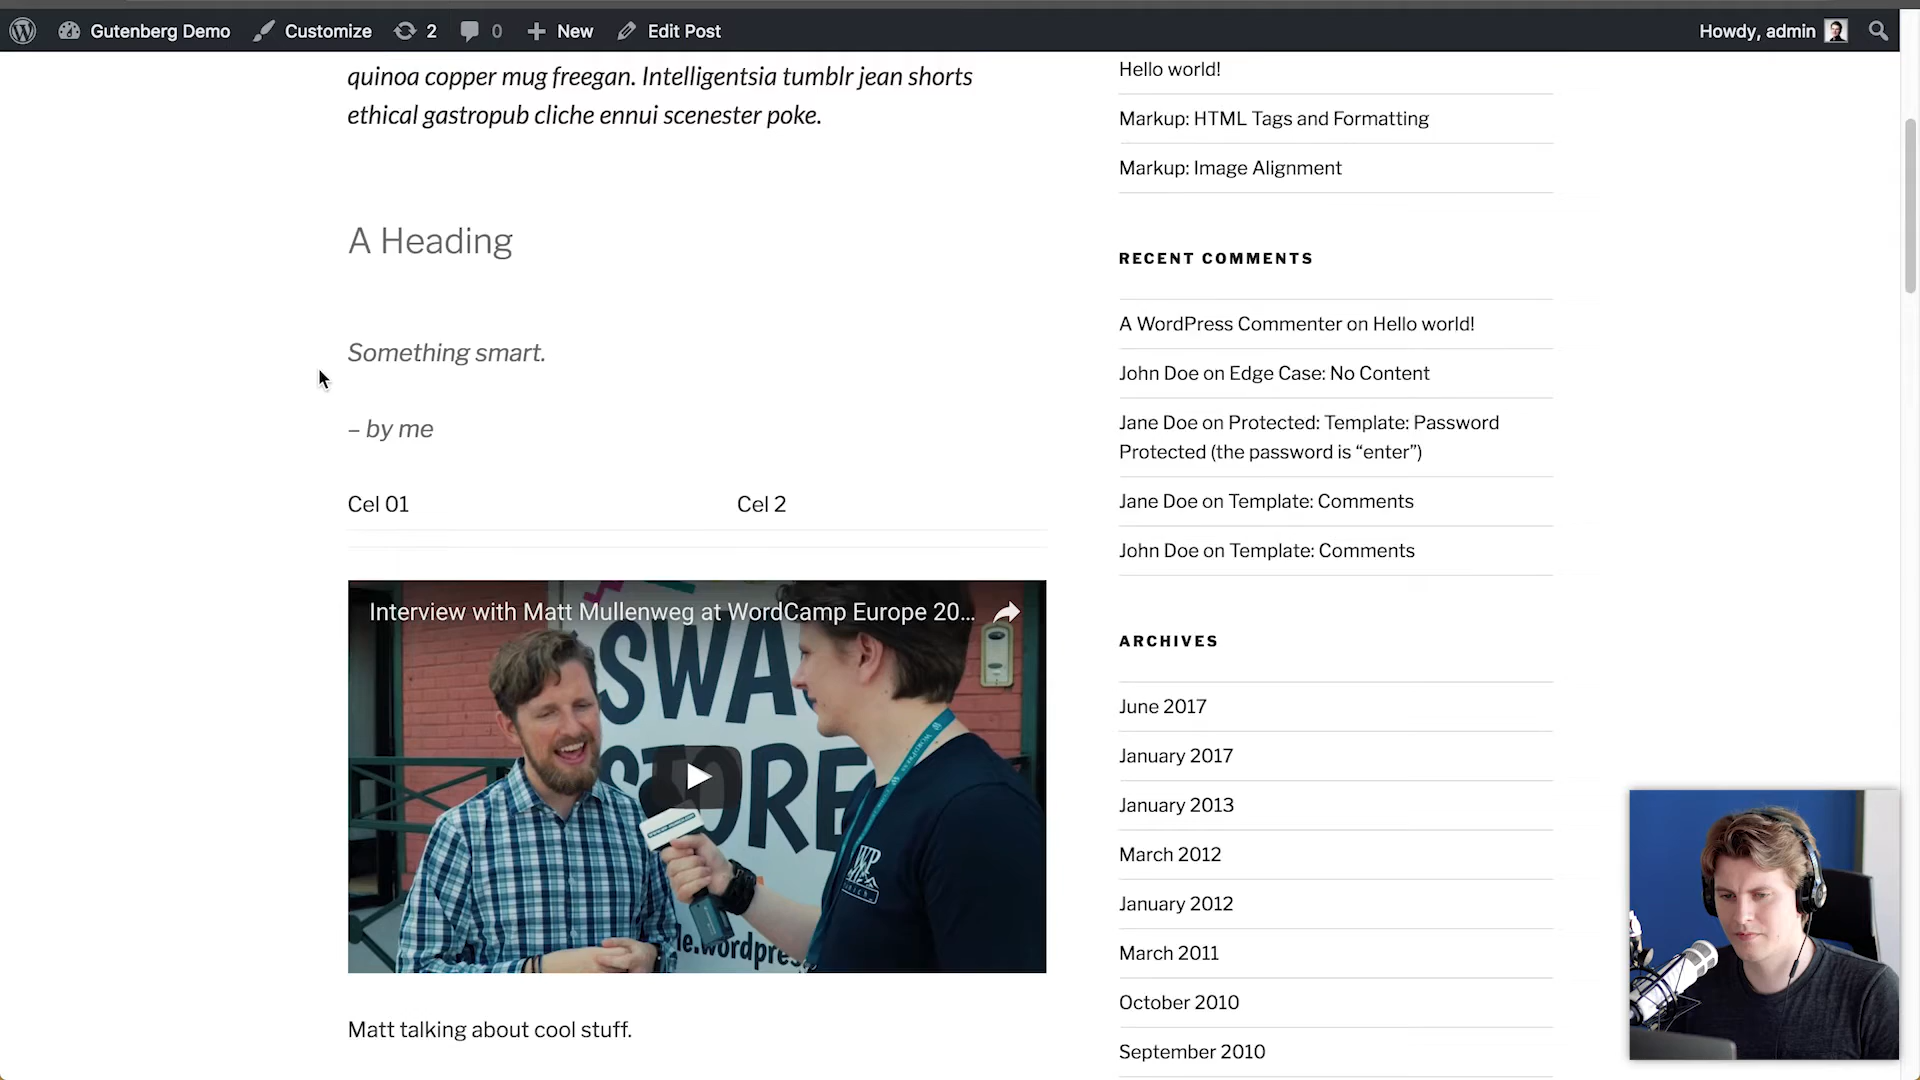 Gutenberg Demo Customize 2 0 New Edit Post Howdy, admin
quinoa copper mug freegan. Intelligentsia tumblr jean shorts
ethical gastropub cliche ennui scenester poke.
A Heading
Something smart.
– by me
Cel 01 Cel 2
Interview with Matt Mullenweg at WordCamp Europe 20...
SWA
STORE
WP
de.wordpres
Matt talking about cool stuff.
Hello world!
Markup: HTML Tags and Formatting
Markup: Image Alignment
RECENT COMMENTS
A WordPress Commenter on Hello world!
John Doe on Edge Case: No Content
Jane Doe on Protected: Template: Password
Protected (the password is “enter”)
Jane Doe on Template: Comments
John Doe on Template: Comments
ARCHIVES
June 2017
January 2017
January 2013
March 2012
January 2012
March 2011
October 2010
September 2010